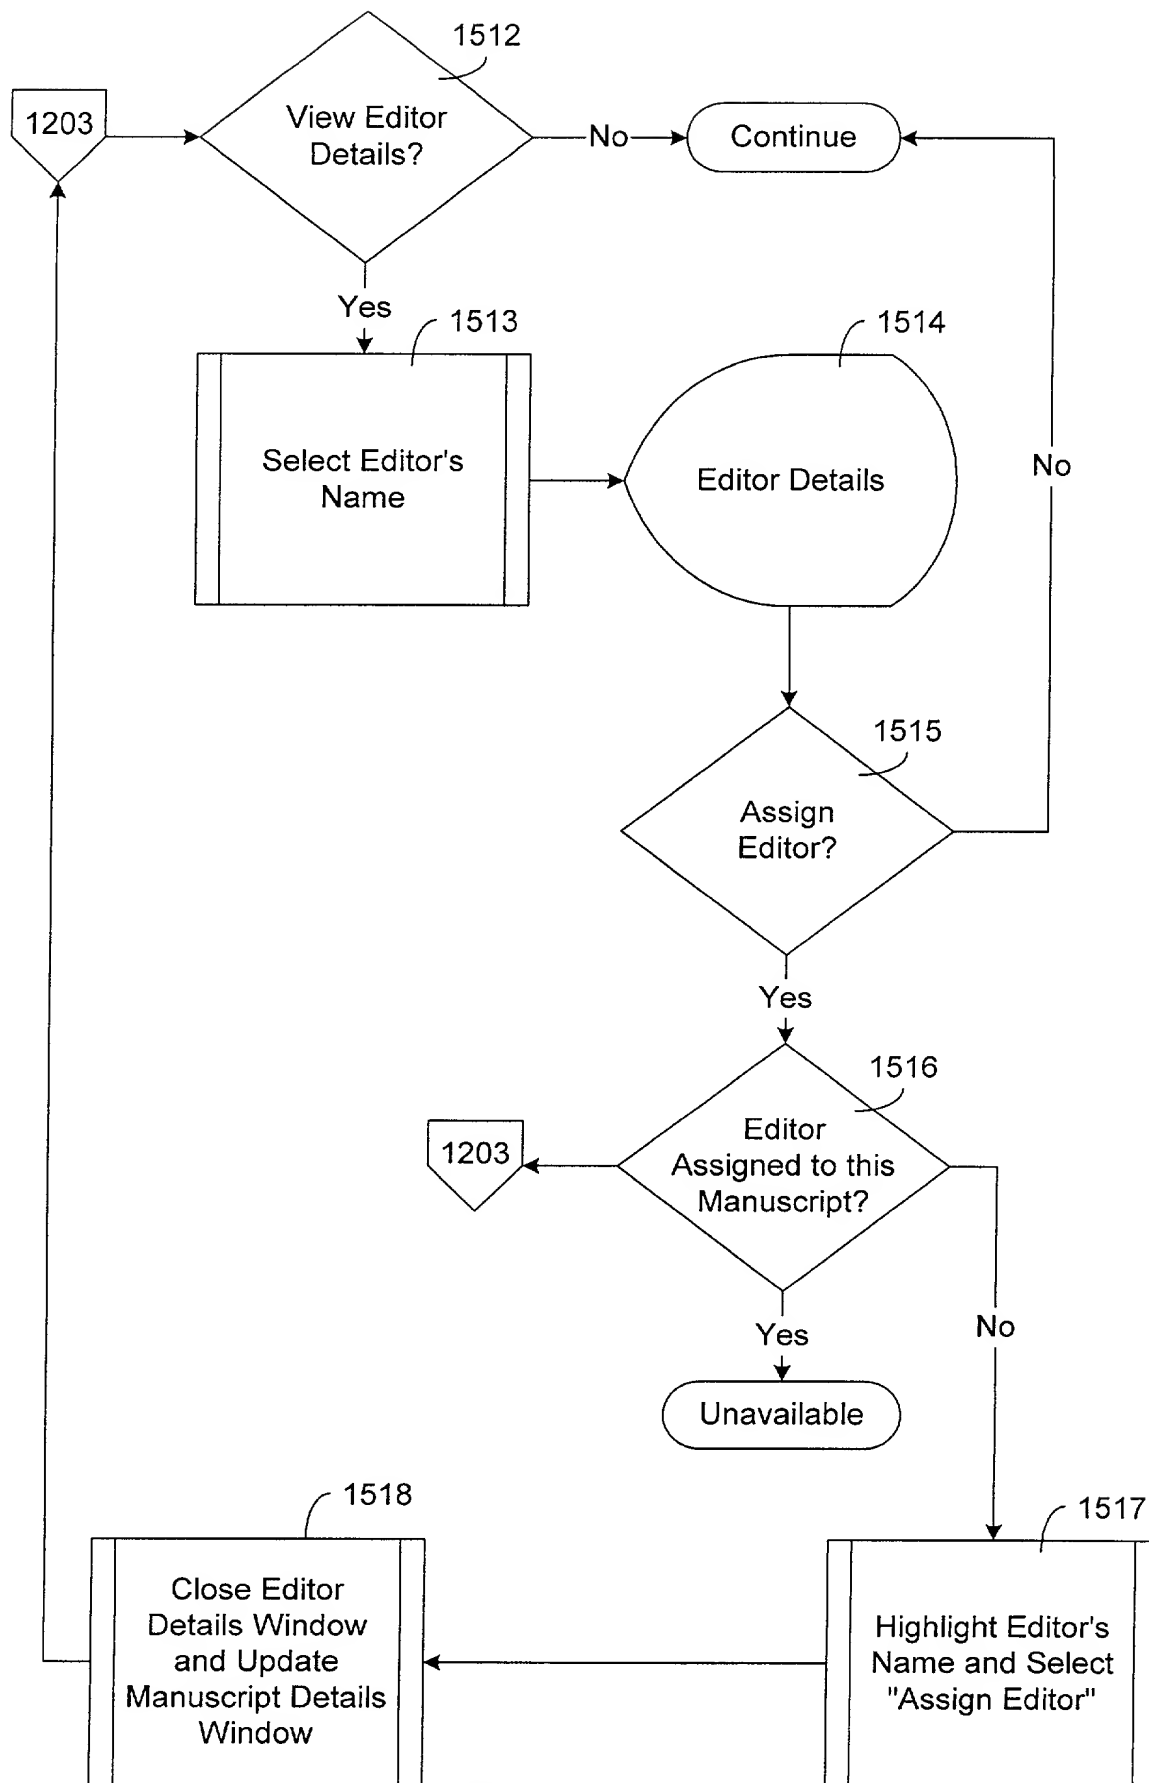 1512
1203
View Editor
Details?
No
Continue
Yes
1513
1514
Select Editor's
Name
Editor Details
No
1515
Assign
Editor?
Yes
1516
1203
Editor
Assigned to this
Manuscript?
Yes
No
Unavailable
1518
1517
Close Editor
Details Window
and Update
Manuscript Details
Window
Highlight Editor's
Name and Select
"Assign Editor"